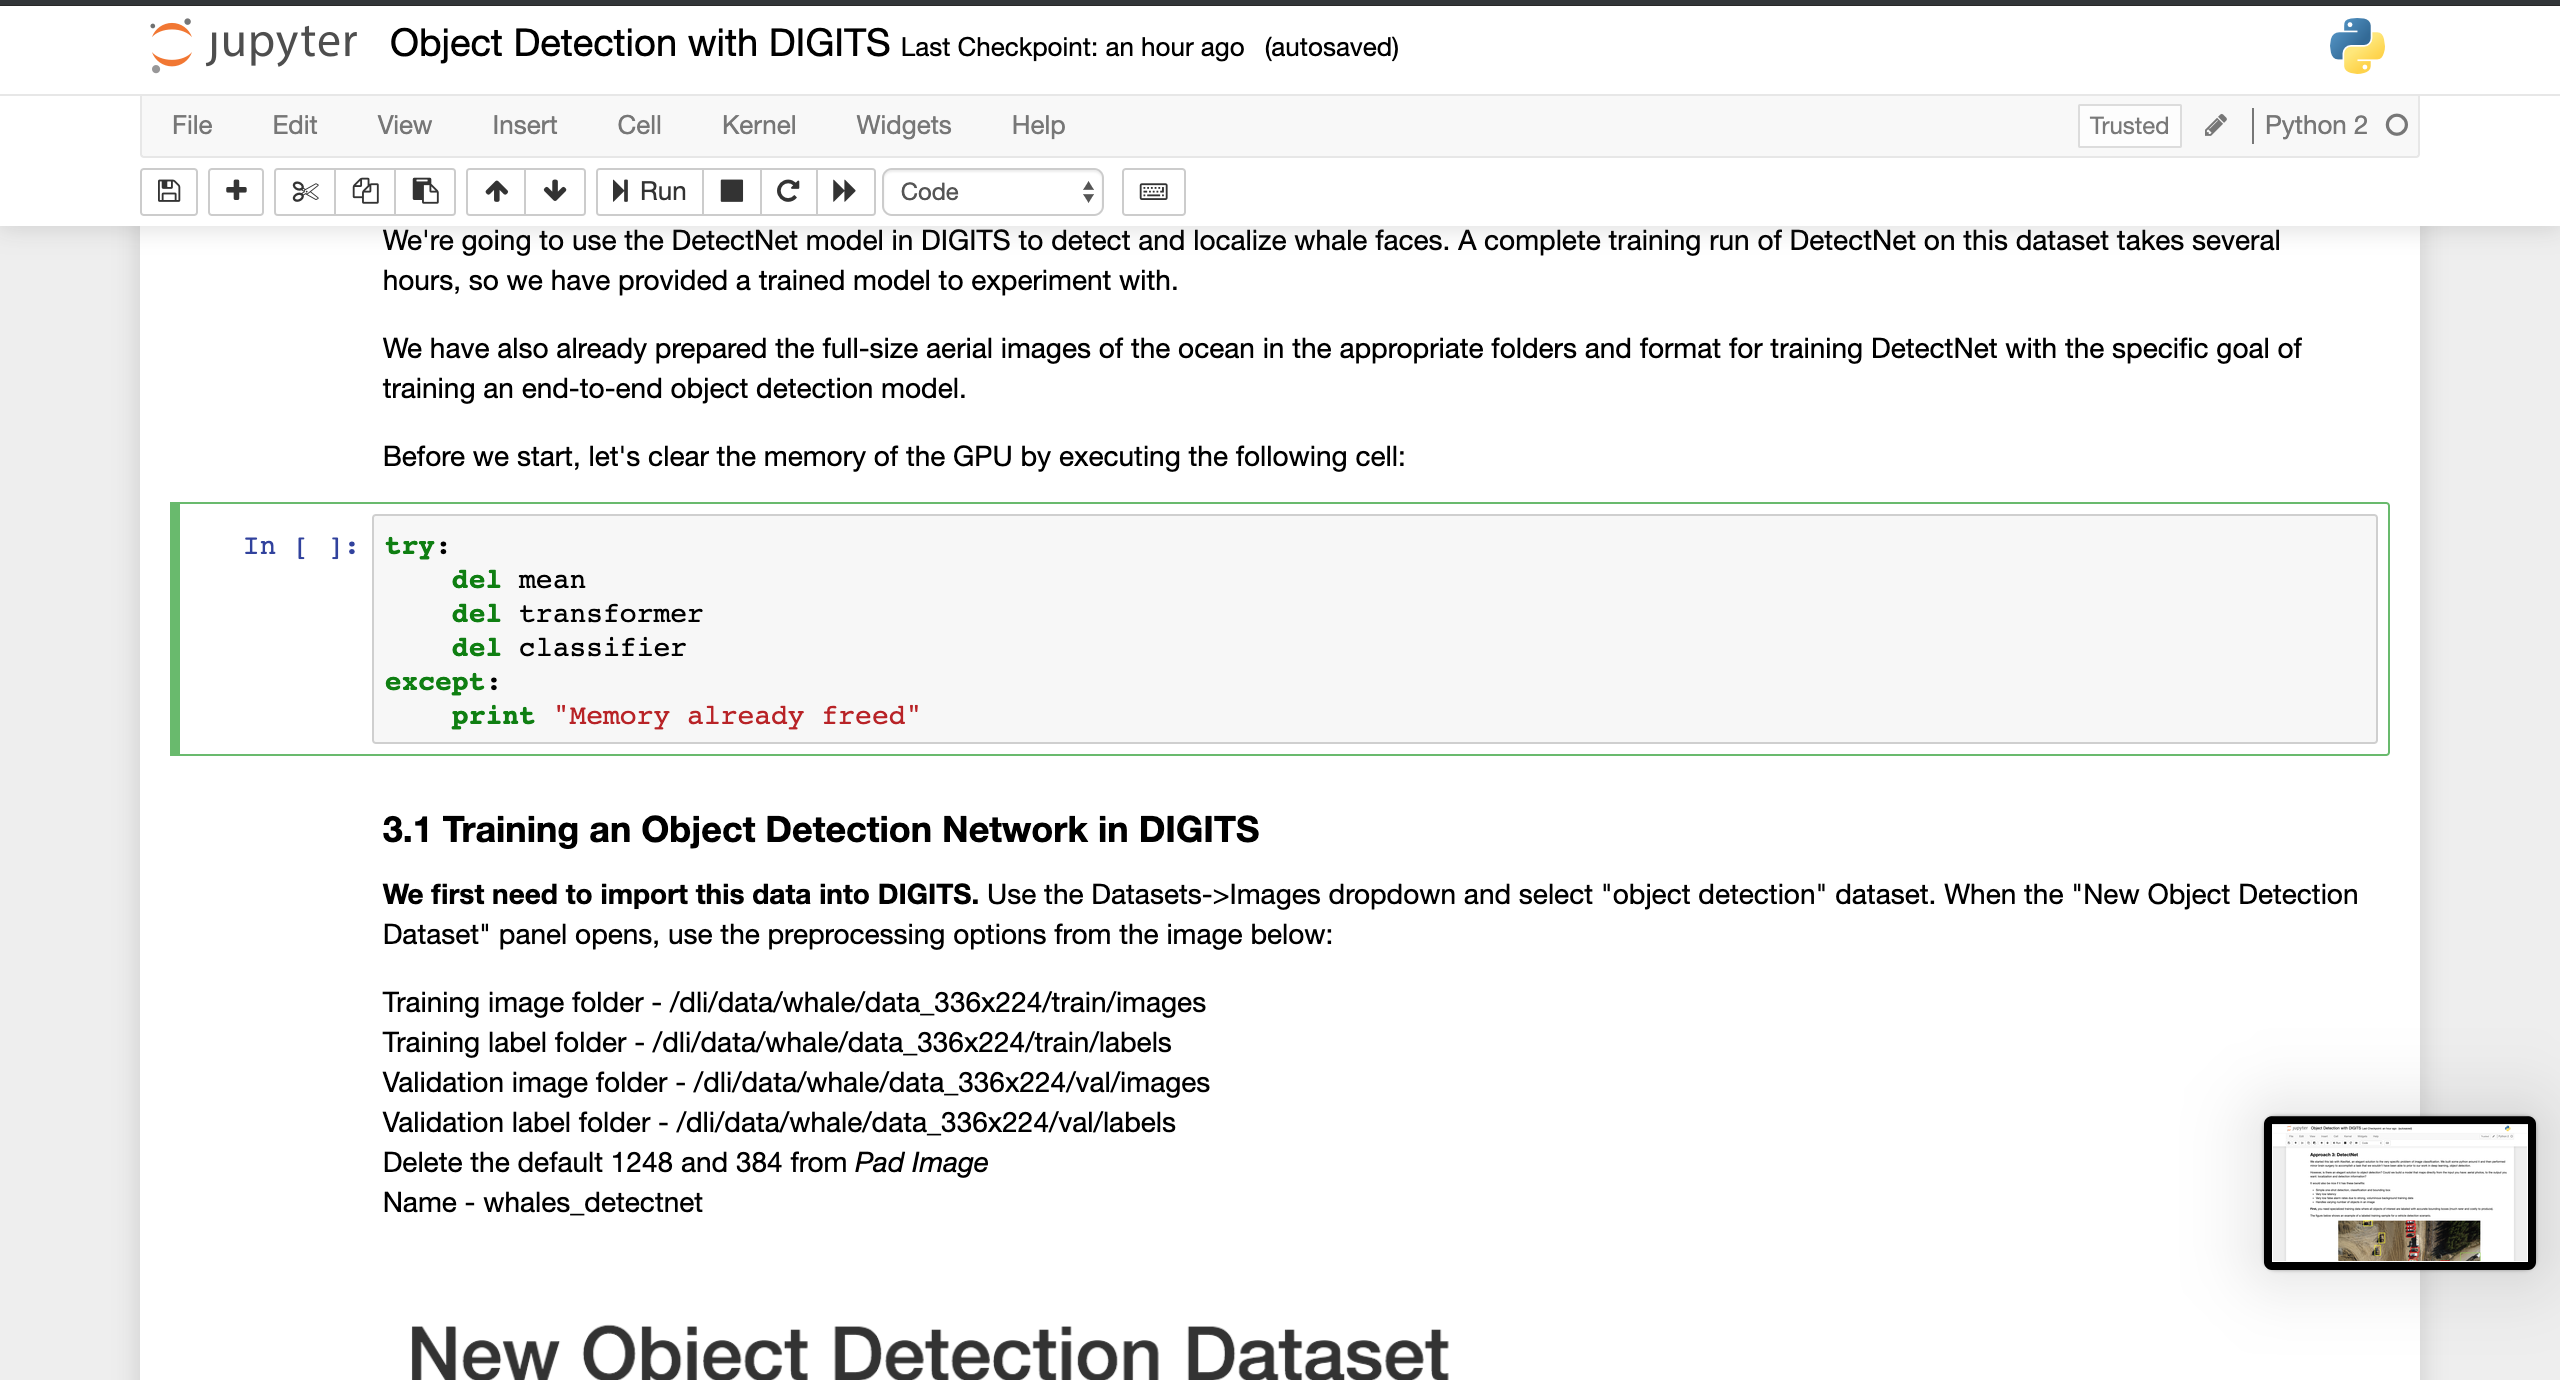 jupyter Object Detection with DIGITS Last Checkpoint: an hour ago (autosaved)
File Edit View Insert Cell Kernel Widgets Help Trusted Python 2
Run Code
We're going to use the DetectNet model in DIGITS to detect and localize whale faces. A complete training run of DetectNet on this dataset takes several
hours, so we have provided a trained model to experiment with.
We have also already prepared the full-size aerial images of the ocean in the appropriate folders and format for training DetectNet with the specific goal of
training an end-to-end object detection model.
Before we start, let's clear the memory of the GPU by executing the following cell:
In [ ]: try:
    del mean
    del transformer
    del classifier
except:
    print "Memory already freed"
3.1 Training an Object Detection Network in DIGITS
We first need to import this data into DIGITS. Use the Datasets->Images dropdown and select "object detection" dataset. When the "New Object Detection
Dataset" panel opens, use the preprocessing options from the image below:
Training image folder - /dli/data/whale/data_336x224/train/images
Training label folder - /dli/data/whale/data_336x224/train/labels
Validation image folder - /dli/data/whale/data_336x224/val/images
Validation label folder - /dli/data/whale/data_336x224/val/labels
Delete the default 1248 and 384 from Pad Image
Name - whales_detectnet
Approach 3: DetectNet
New Object Detection Dataset